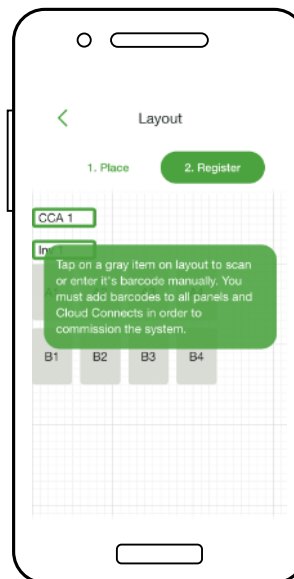 Layout
1. Place
2. Register
CCA 1
Inv 1
Tap on a gray item on layout to scan
or enter it's barcode manually. You
must add barcodes to all panels and
Cloud Connects in order to
commission the system.
B1 B2 B3 B4